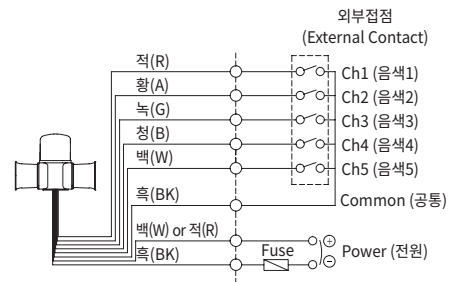 외부접점
(External Contact)
적(R)
Ch1 (음색1)
황(A)
Ch2 (음색2)
녹(G)
Ch3 (음색3)
청(B)
Ch4 (음색4)
백(W)
Ch5 (음색5)
흑(BK)
Common (공통)
백(W) or 적(R)
흑(BK)
Fuse
+
-
Power (전원)